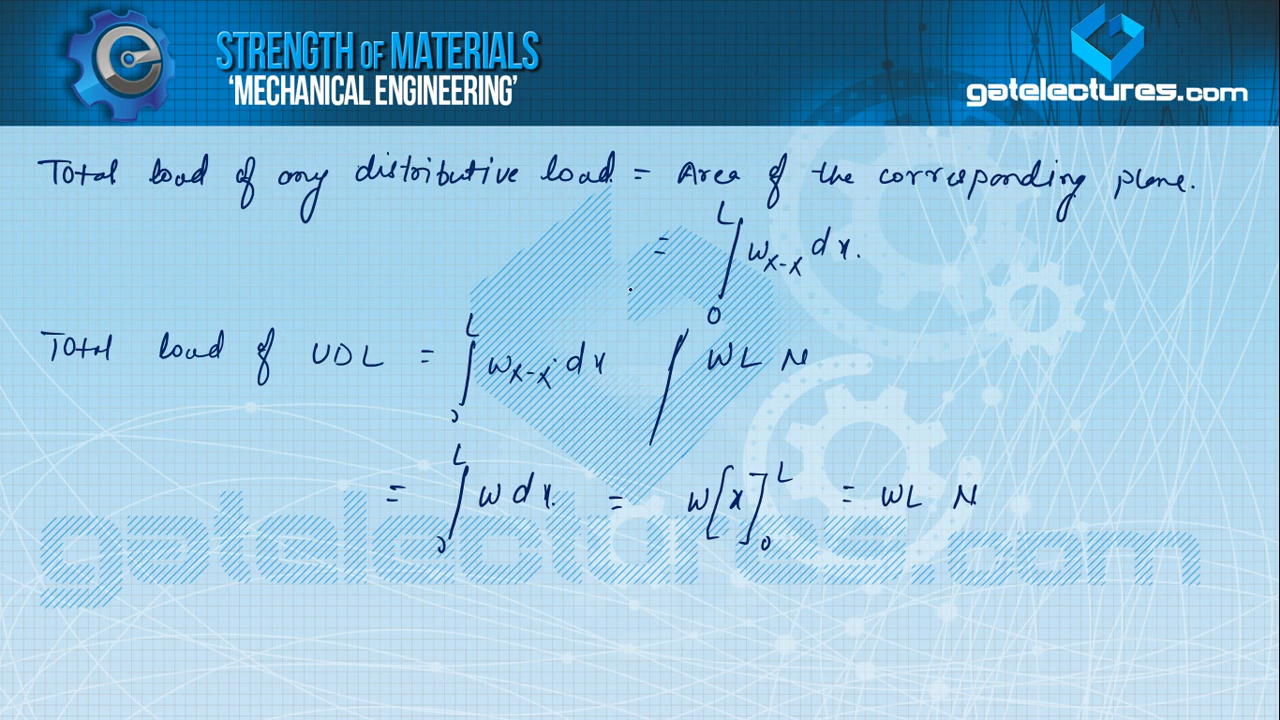 STRENGTH OF MATERIALS
'MECHANICAL ENGINEERING'
gatelectures.com
Total load of any distributive load = Area of the corresponding plane.
= ∫₀ᴸ w_{x-x} dx.
Total load of UDL = ∫₀ᴸ w_{x-x} dx / WL N
= ∫₀ᴸ w dx. = w[x]₀ᴸ = WL N
gatelectures.com